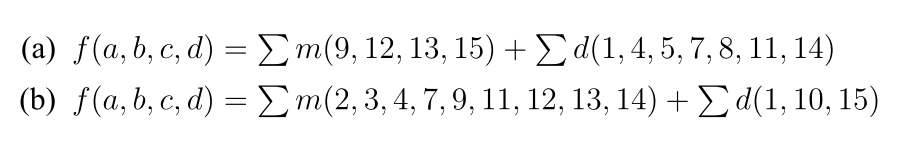 (a) f(a, b, c, d) = ∑ m(9, 12, 13, 15) + ∑ d(1, 4, 5, 7, 8, 11, 14)
(b) f(a, b, c, d) = ∑ m(2, 3, 4, 7, 9, 11, 12, 13, 14) + ∑ d(1, 10, 15)